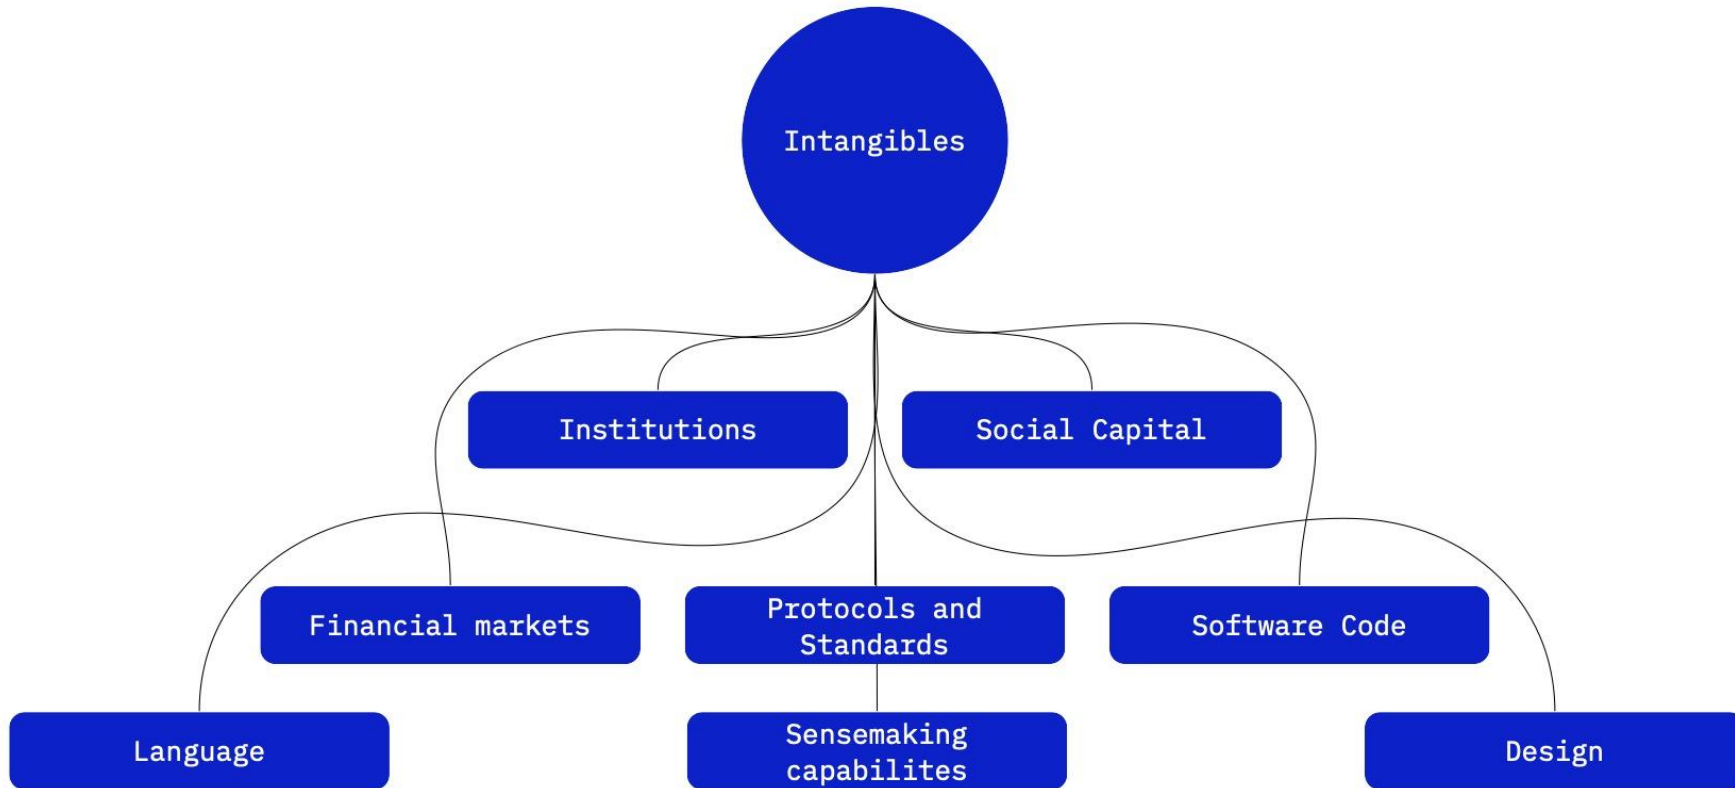 Intangibles
Institutions
Social Capital
Financial markets
Protocols and
Standards
Software Code
Language
Sensemaking
capabilites
Design